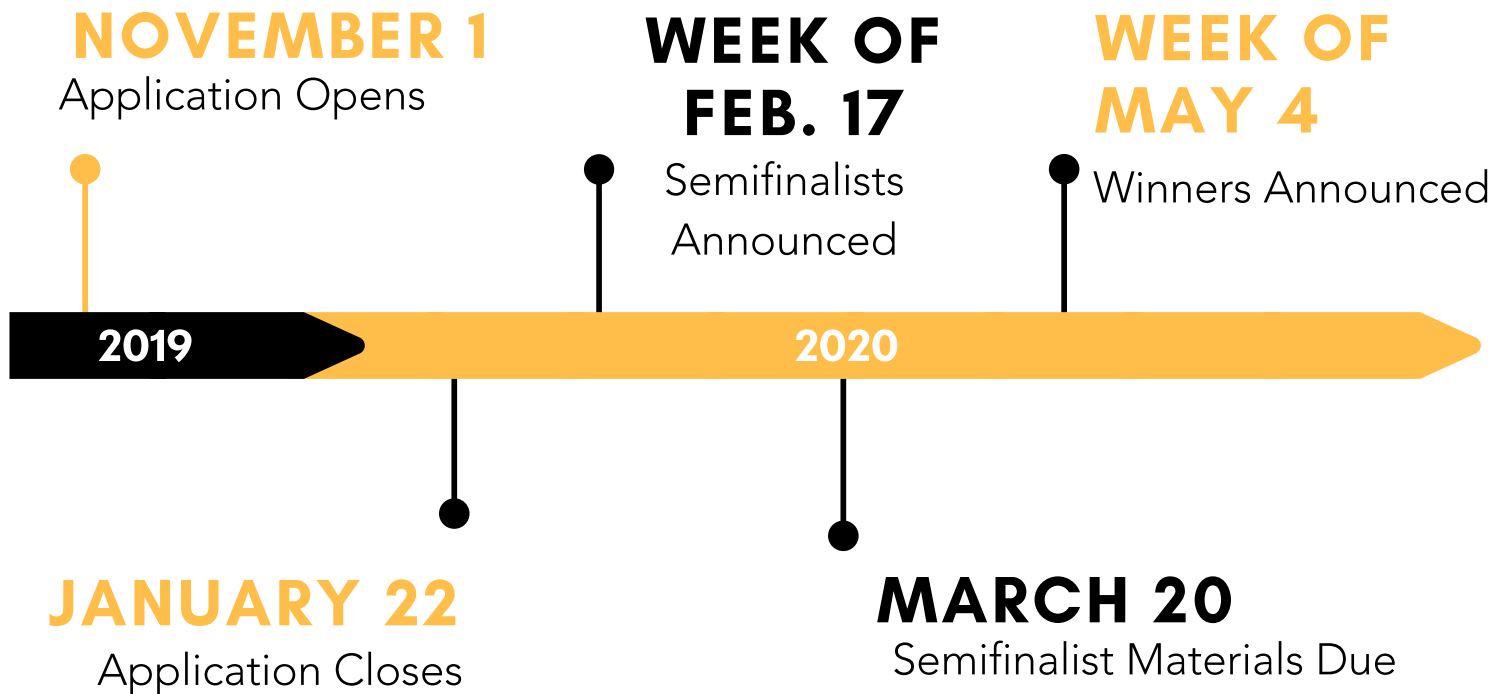 NOVEMBER 1
Application Opens
WEEK OF
FEB. 17
Semifinalists
Announced
WEEK OF
MAY 4
Winners Announced
2019
2020
JANUARY 22
Application Closes
MARCH 20
Semifinalist Materials Due